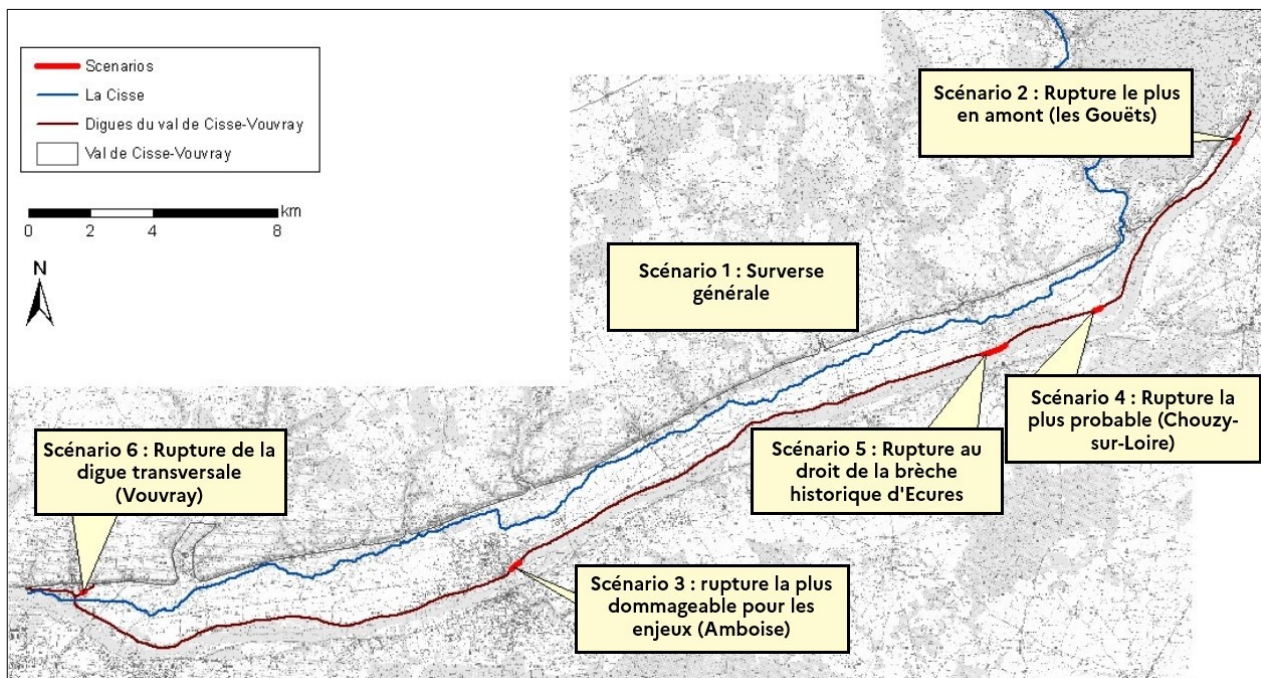 Scenarios
La Cisse
Digues du val de Cisse-Vouvray
Val de Cisse-Vouvray
km
0 2 4 8
N
Scénario 2 : Rupture le plus
en amont (les Gouëts)
Scénario 1 : Surverse
générale
Scénario 4 : Rupture la
plus probable (Chouzy-
sur-Loire)
Scénario 5 : Rupture au
droit de la brèche
historique d'Ecures
Scénario 6 : Rupture de la
digue transversale
(Vouvray)
Scénario 3 : rupture la plus
dommageable pour les
enjeux (Amboise)